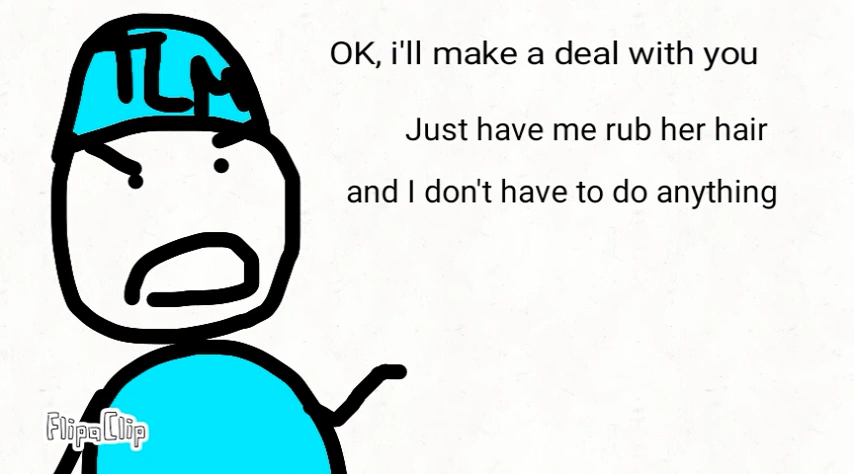 TLM
OK, i'll make a deal with you
Just have me rub her hair
and I don't have to do anything
FlipaClip